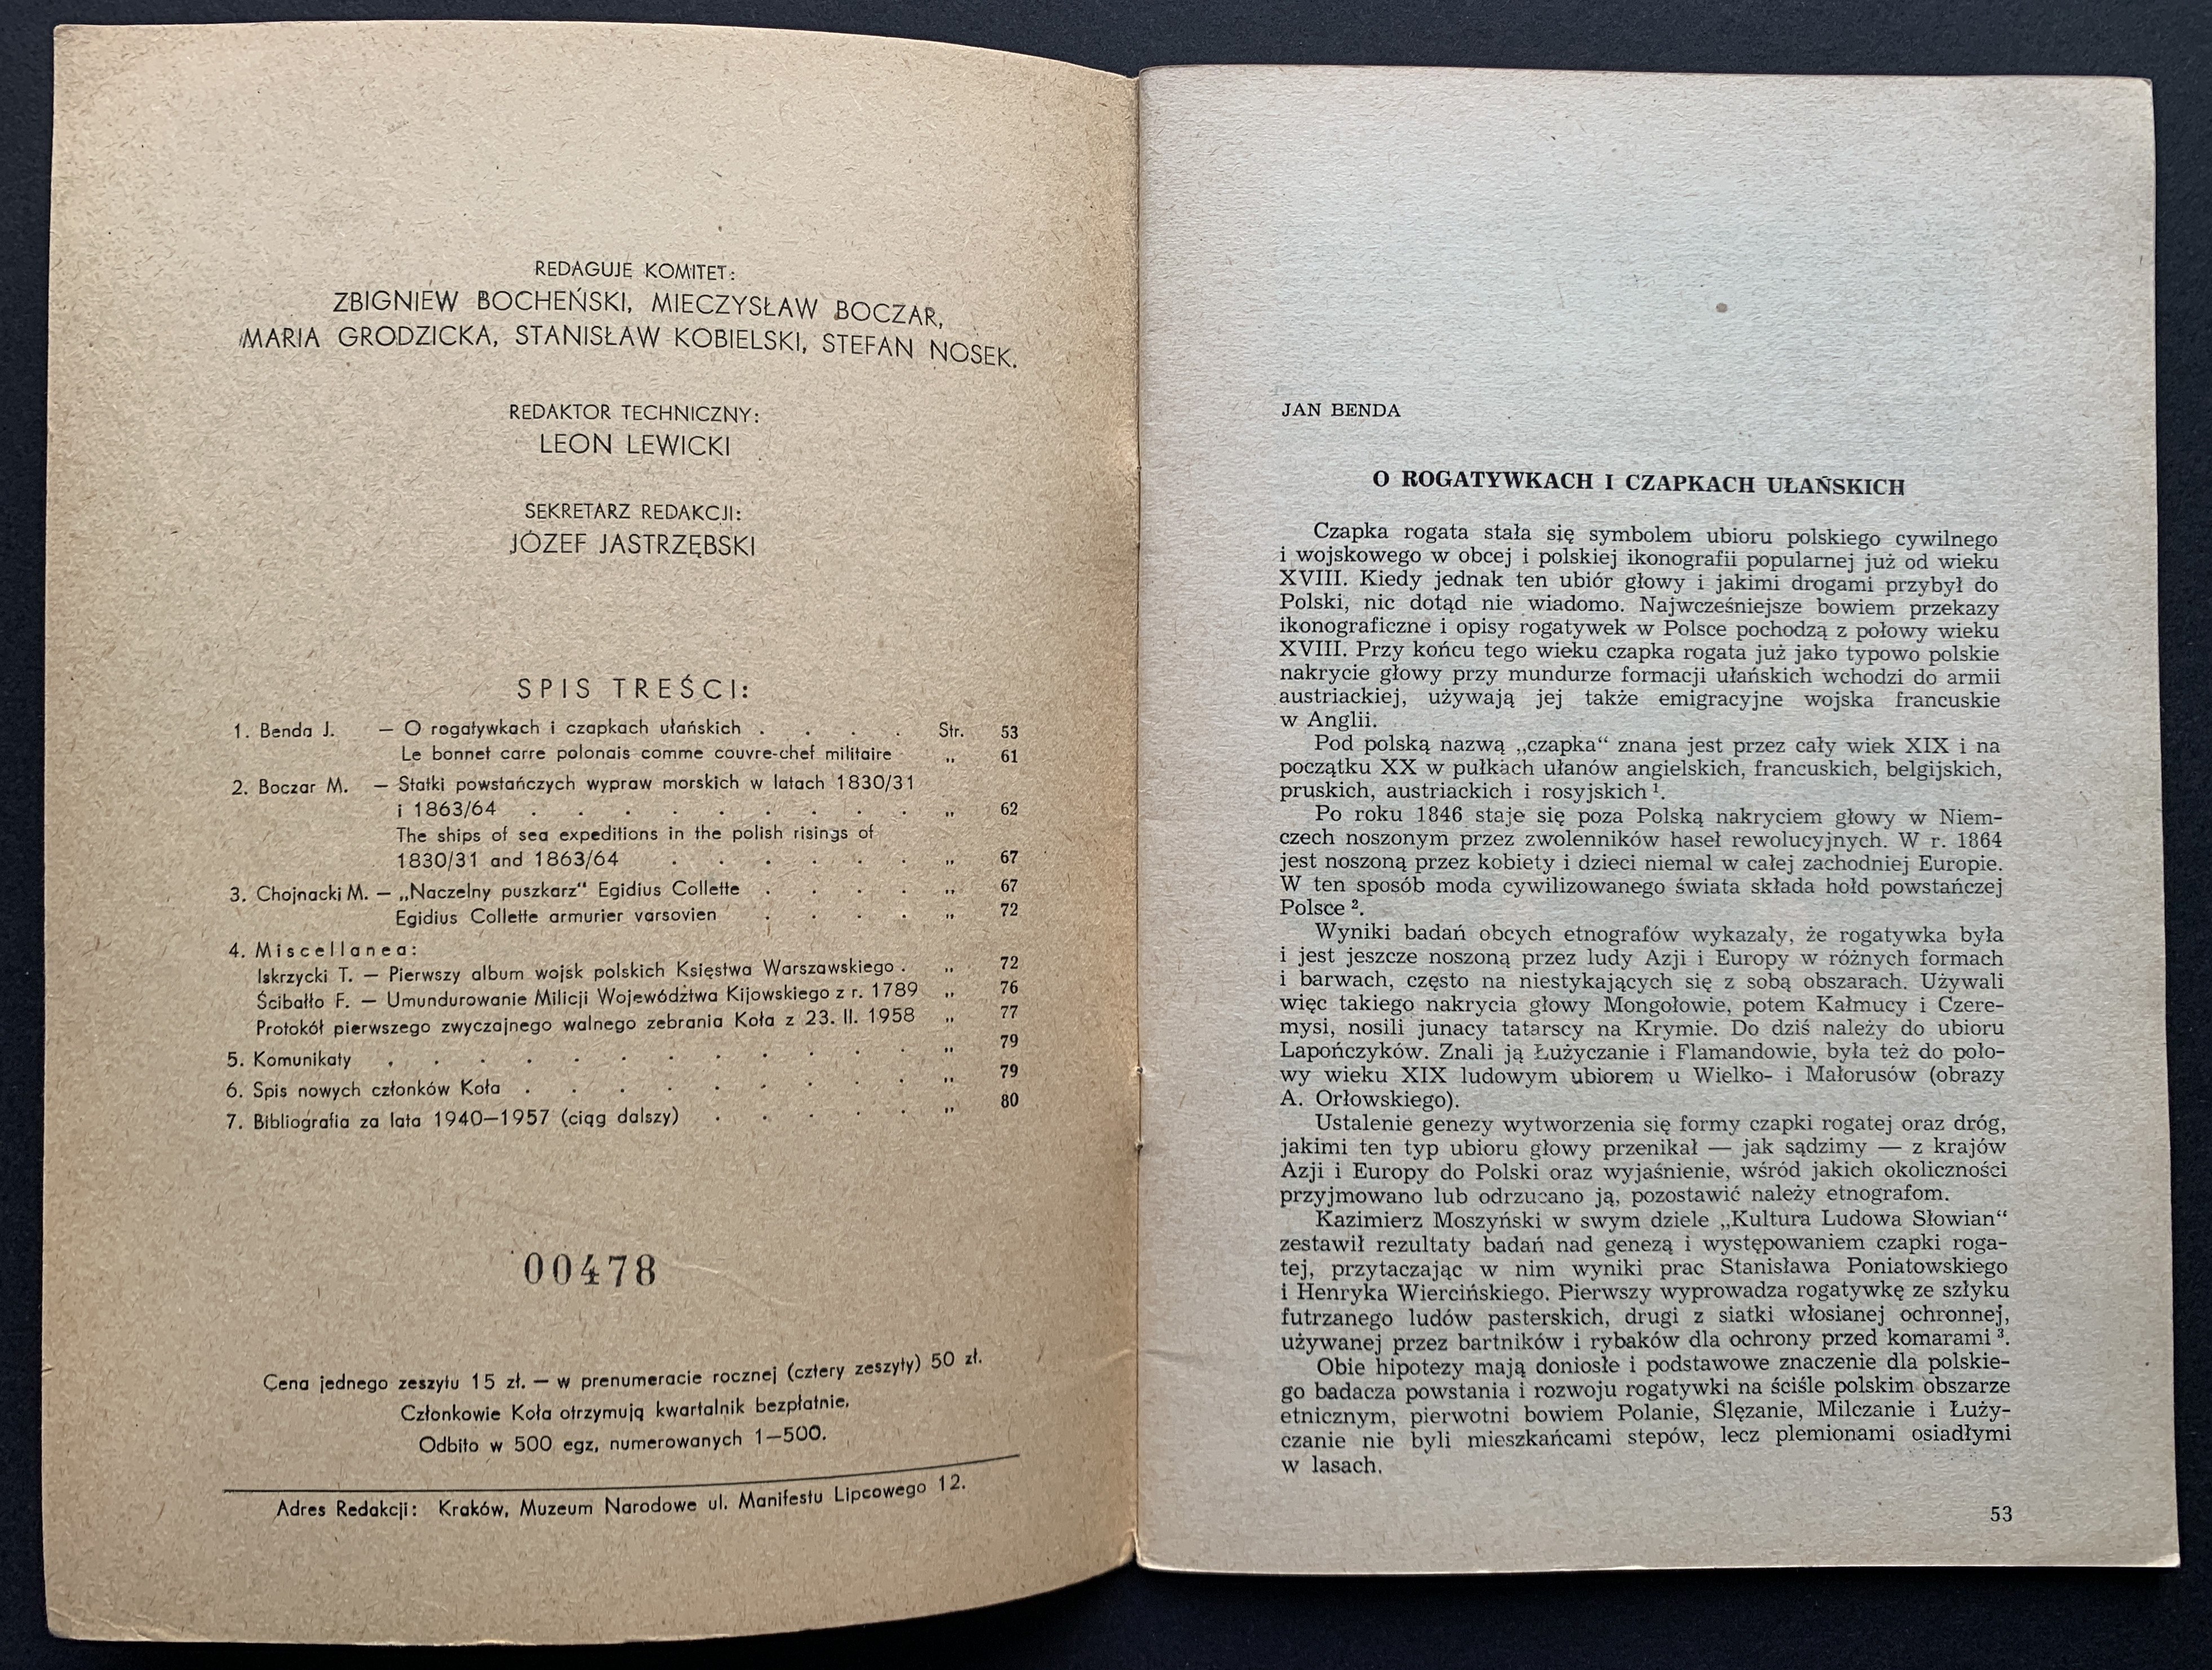 REDAGUJE KOMITET:
ZBIGNIEW BOCHEŃSKI, MIECZYSŁAW BOCZAR,
MARIA GRODZICKA, STANISŁAW KOBIELSKI, STEFAN NOSEK.
REDAKTOR TECHNICZNY:
LEON LEWICKI
SEKRETARZ REDAKCJI:
JÓZEF JASTRZĘBSKI
SPIS TREŚCI:
1. Benda J. — O rogatywkach i czapkach ułańskich . . . . Str. 53
Le bonnet carre polonais comme couvre-chef militaire „ 61
2. Boczar M. — Statki powstańczych wypraw morskich w latach 1830/31
i 1863/64 . . . . . . . . . „ 62
The ships of sea expeditions in the polish risings of
1830/31 and 1863/64 . . . . . . „ 67
3. Chojnacki M. — „Naczelny puszkarz“ Egidius Collette . . . . „ 67
Egidius Collette armurier varsovien . . . . „ 72
4. Miscellanea:
Iskrzycki T. — Pierwszy album wojsk polskich Księstwa Warszawskiego . „ 72
Ścibałło F. — Umundurowanie Milicji Województwa Kijowskiego z r. 1789 „ 76
Protokół pierwszego zwyczajnego walnego zebrania Koła z 23. II. 1958 „ 77
5. Komunikaty . . . . . . . . . . . . „ 79
6. Spis nowych członków Koła . . . . . . . . . „ 79
7. Bibliografia za lata 1940—1957 (ciąg dalszy) . . . . . „ 80
00478
Cena jednego zeszytu 15 zł. — w prenumeracie rocznej (cztery zeszyty) 50 zł.
Członkowie Koła otrzymują kwartalnik bezpłatnie.
Odbito w 500 egz, numerowanych 1—500.
Adres Redakcji: Kraków, Muzeum Narodowe ul. Manifestu Lipcowego 12.
JAN BENDA
O ROGATYWKACH I CZAPKACH UŁAŃSKICH
Czapka rogata stała się symbolem ubioru polskiego cywilnego
i wojskowego w obcej i polskiej ikonografii popularnej już od wieku
XVIII. Kiedy jednak ten ubiór głowy i jakimi drogami przybył do
Polski, nic dotąd nie wiadomo. Najwcześniejsze bowiem przekazy
ikonograficzne i opisy rogatywek w Polsce pochodzą z połowy wieku
XVIII. Przy końcu tego wieku czapka rogata już jako typowo polskie
nakrycie głowy przy mundurze formacji ułańskich wchodzi do armii
austriackiej, używają jej także emigracyjne wojska francuskie
w Anglii.
Pod polską nazwą „czapka“ znana jest przez cały wiek XIX i na
początku XX w pułkach ułanów angielskich, francuskich, belgijskich,
pruskich, austriackich i rosyjskich ¹.
Po roku 1846 staje się poza Polską nakryciem głowy w Niem-
czech noszonym przez zwolenników haseł rewolucyjnych. W r. 1864
jest noszoną przez kobiety i dzieci niemal w całej zachodniej Europie.
W ten sposób moda cywilizowanego świata składa hołd powstańczej
Polsce ².
Wyniki badań obcych etnografów wykazały, że rogatywka była
i jest jeszcze noszoną przez ludy Azji i Europy w różnych formach
i barwach, często na niestykających się z sobą obszarach. Używali
więc takiego nakrycia głowy Mongołowie, potem Kałmucy i Czere-
mysi, nosili junacy tatarscy na Krymie. Do dziś należy do ubioru
Lapończyków. Znali ją Łużyczanie i Flamandowie, była też do poło-
wy wieku XIX ludowym ubiorem u Wielko- i Małorusów (obrazy
A. Orłowskiego).
Ustalenie genezy wytworzenia się formy czapki rogatej oraz dróg,
jakimi ten typ ubioru głowy przenikał — jak sądzimy — z krajów
Azji i Europy do Polski oraz wyjaśnienie, wśród jakich okoliczności
przyjmowano lub odrzucano ją, pozostawić należy etnografom.
Kazimierz Moszyński w swym dziele „Kultura Ludowa Słowian“
zestawił rezultaty badań nad genezą i występowaniem czapki roga-
tej, przytaczając w nim wyniki prac Stanisława Poniatowskiego
i Henryka Wiercińskiego. Pierwszy wyprowadza rogatywkę ze szłyku
futrzanego ludów pasterskich, drugi z siatki włosianej ochronnej,
używanej przez bartników i rybaków dla ochrony przed komarami ³.
Obie hipotezy mają doniosłe i podstawowe znaczenie dla polskie-
go badacza powstania i rozwoju rogatywki na ściśle polskim obszarze
etnicznym, pierwotni bowiem Polanie, Ślęzanie, Milczanie i Łuży-
czanie nie byli mieszkańcami stepów, lecz plemionami osiadłymi
w lasach.
53